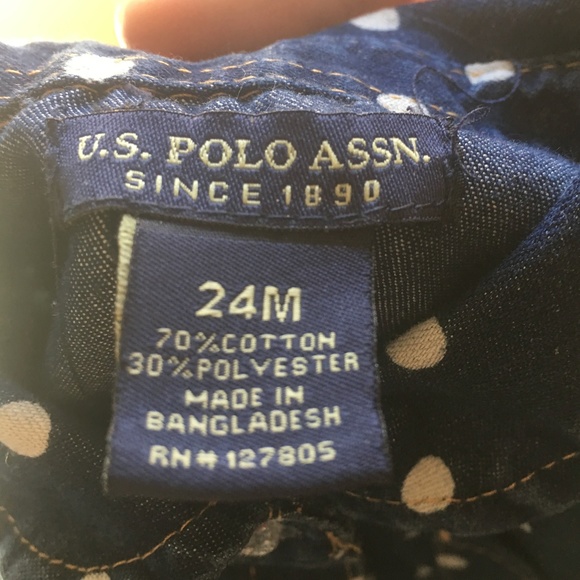 U.S. POLO ASSN.
SINCE 1890
24M
70%COTTON
30%POLYESTER
MADE IN
BANGLADESH
RN# 127805